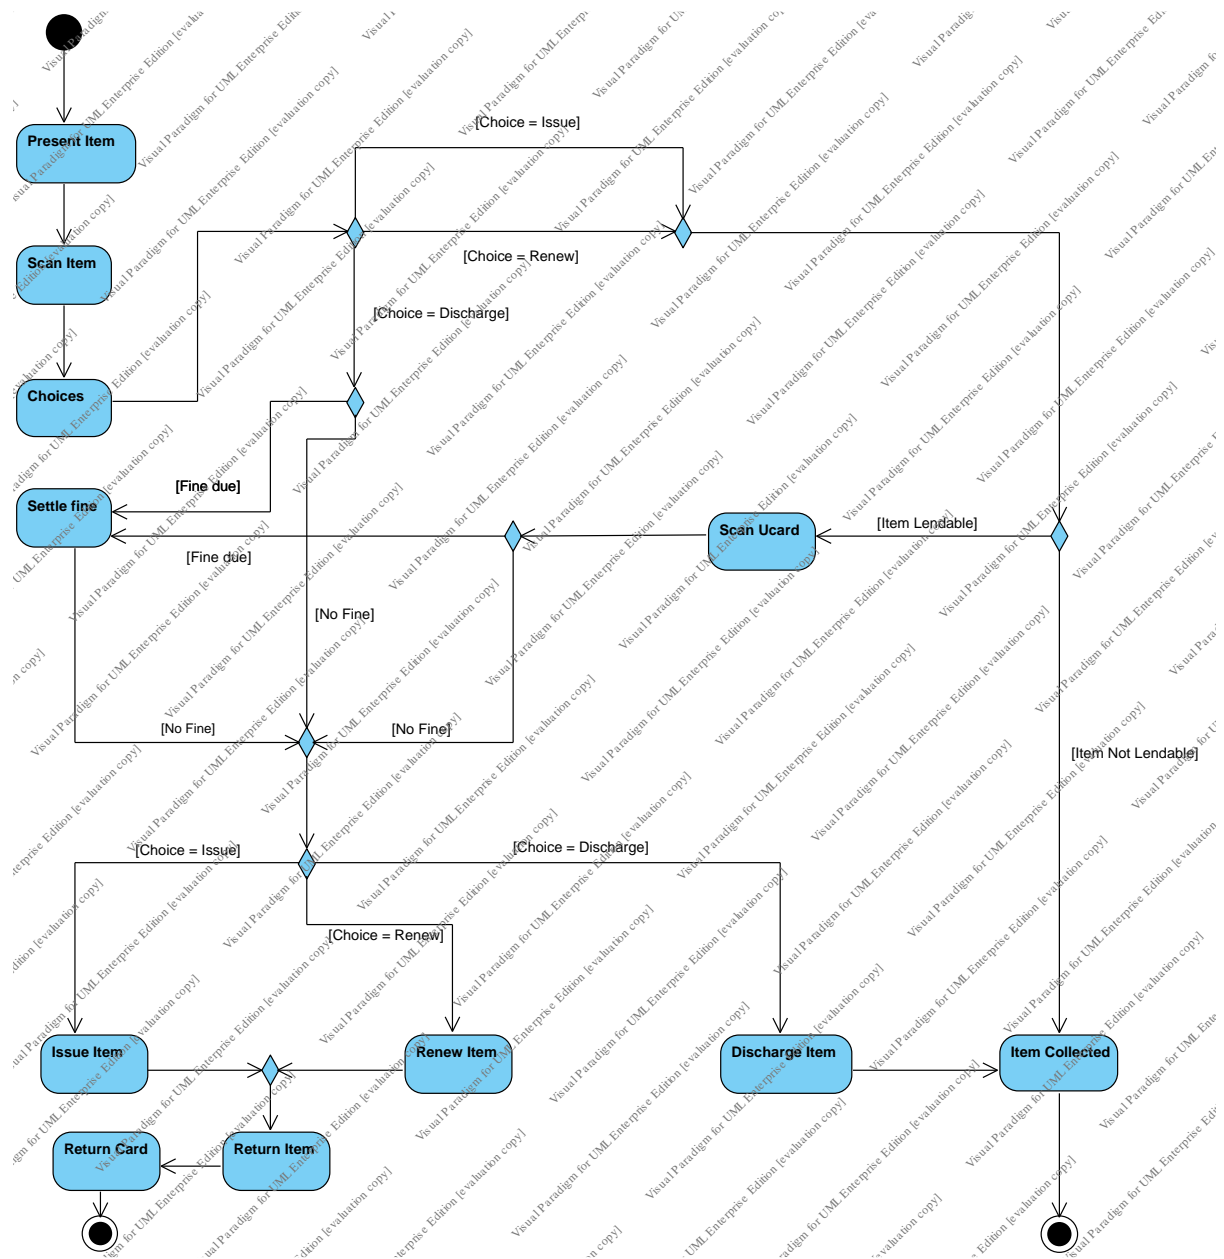 Present Item
[Choice = Issue]
Scan Item
[Choice = Renew]
[Choice = Discharge]
Choices
[Fine due]
Settle fine
[Fine due]
Scan Ucard
[Item Lendable]
[No Fine]
[No Fine]
[No Fine]
[Item Not Lendable]
[Choice = Issue]
[Choice = Discharge]
[Choice = Renew]
Issue Item
Renew Item
Discharge Item
Item Collected
Return Card
Return Item
Visual Paradigm for UML Enterprise Edition [evaluation copy]